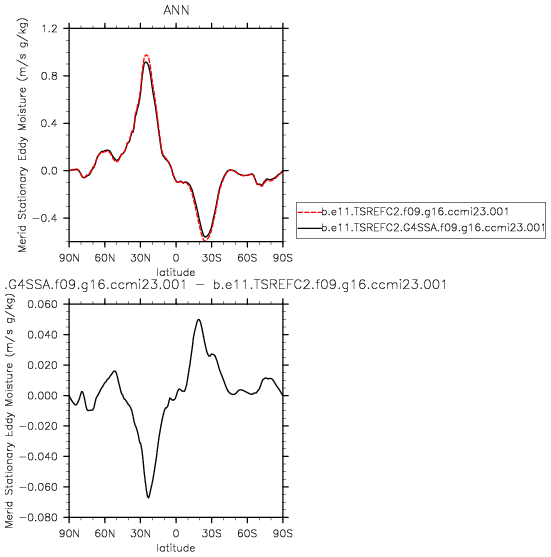 ANN
Merid Stationary Eddy Moisture (m/s g/kg)
1.2
0.8
0.4
0.0
-0.4
90N 60N 30N 0 30S 60S 90S
latitude
b.e11.TSREFC2.f09.g16.ccmi23.001
b.e11.TSREFC2.G4SSA.f09.g16.ccmi23.001
.G4SSA.f09.g16.ccmi23.001 - b.e11.TSREFC2.f09.g16.ccmi23.001
Merid Stationary Eddy Moisture (m/s g/kg)
0.060
0.040
0.020
0.000
-0.020
-0.040
-0.060
-0.080
90N 60N 30N 0 30S 60S 90S
latitude